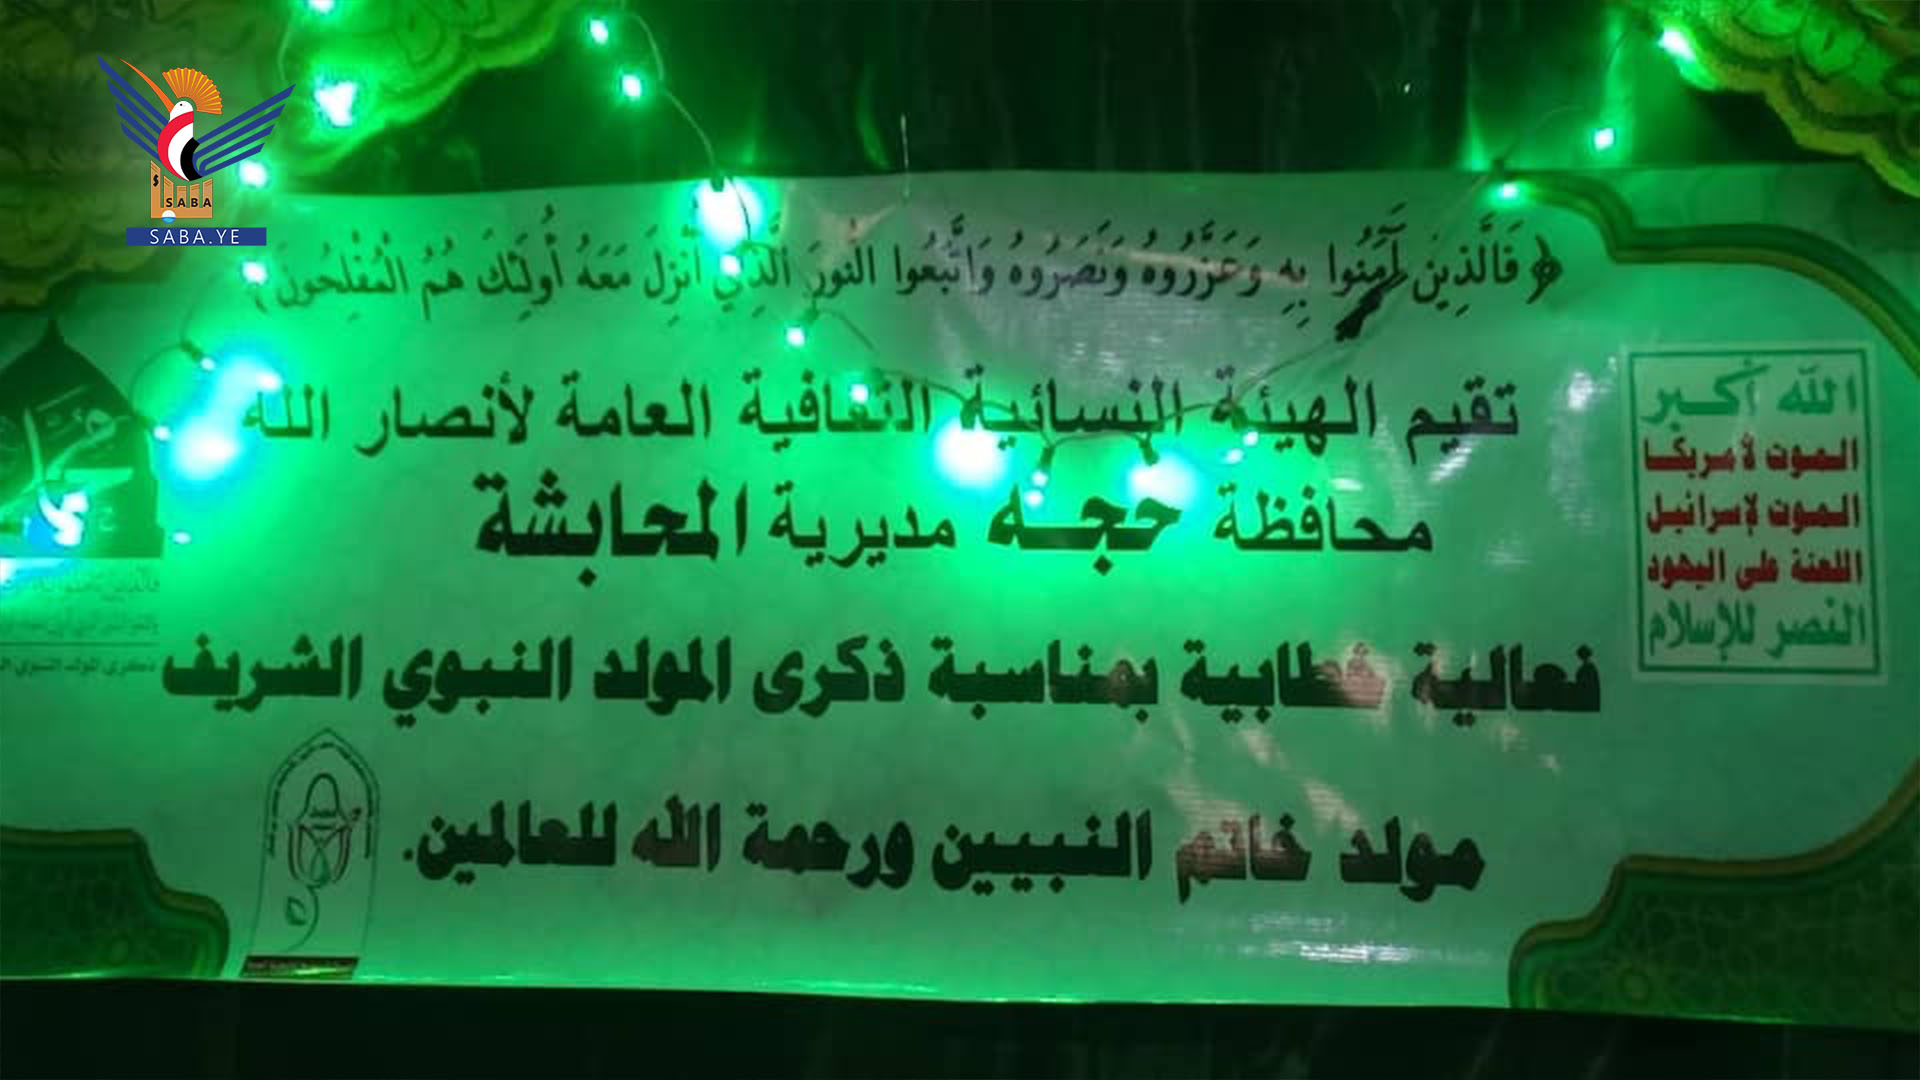 SABA
SABA.YE
﴿ فَالَّذِينَ آمَنُوا بِهِ وَعَزَّرُوهُ وَنَصَرُوهُ وَاتَّبَعُوا النُّورَ الَّذِي أُنْزِلَ مَعَهُ أُولَئِكَ هُمُ الْمُفْلِحُونَ ﴾
تقيم الهيئة النسائية الثقافية العامة لأنصار الله
محافظة حجـــه مديرية المحابشة
فعالية خطابية بمناسبة ذكرى المولد النبوي الشريف
مولد خاتم النبيين ورحمة الله للعالمين.
الله أكبر
الموت لأمريكا
الموت لإسرائيل
اللعنة على اليهود
النصر للإسلام